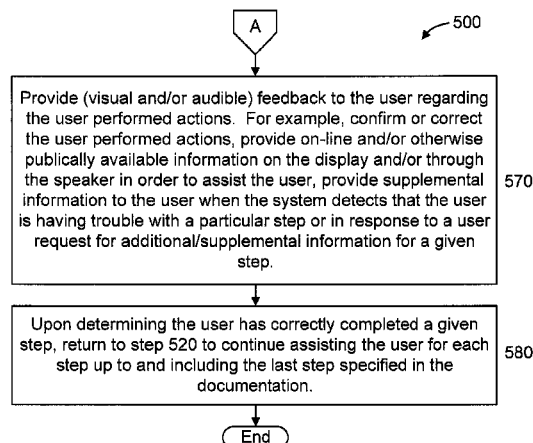 A
500
Provide (visual and/or audible) feedback to the user regarding
the user performed actions. For example, confirm or correct
the user performed actions, provide on-line and/or otherwise
publically available information on the display and/or through
the speaker in order to assist the user, provide supplemental
information to the user when the system detects that the user
is having trouble with a particular step or in response to a user
request for additional/supplemental information for a given
step.
570
Upon determining the user has correctly completed a given
step, return to step 520 to continue assisting the user for each
step up to and including the last step specified in the
documentation.
580
End